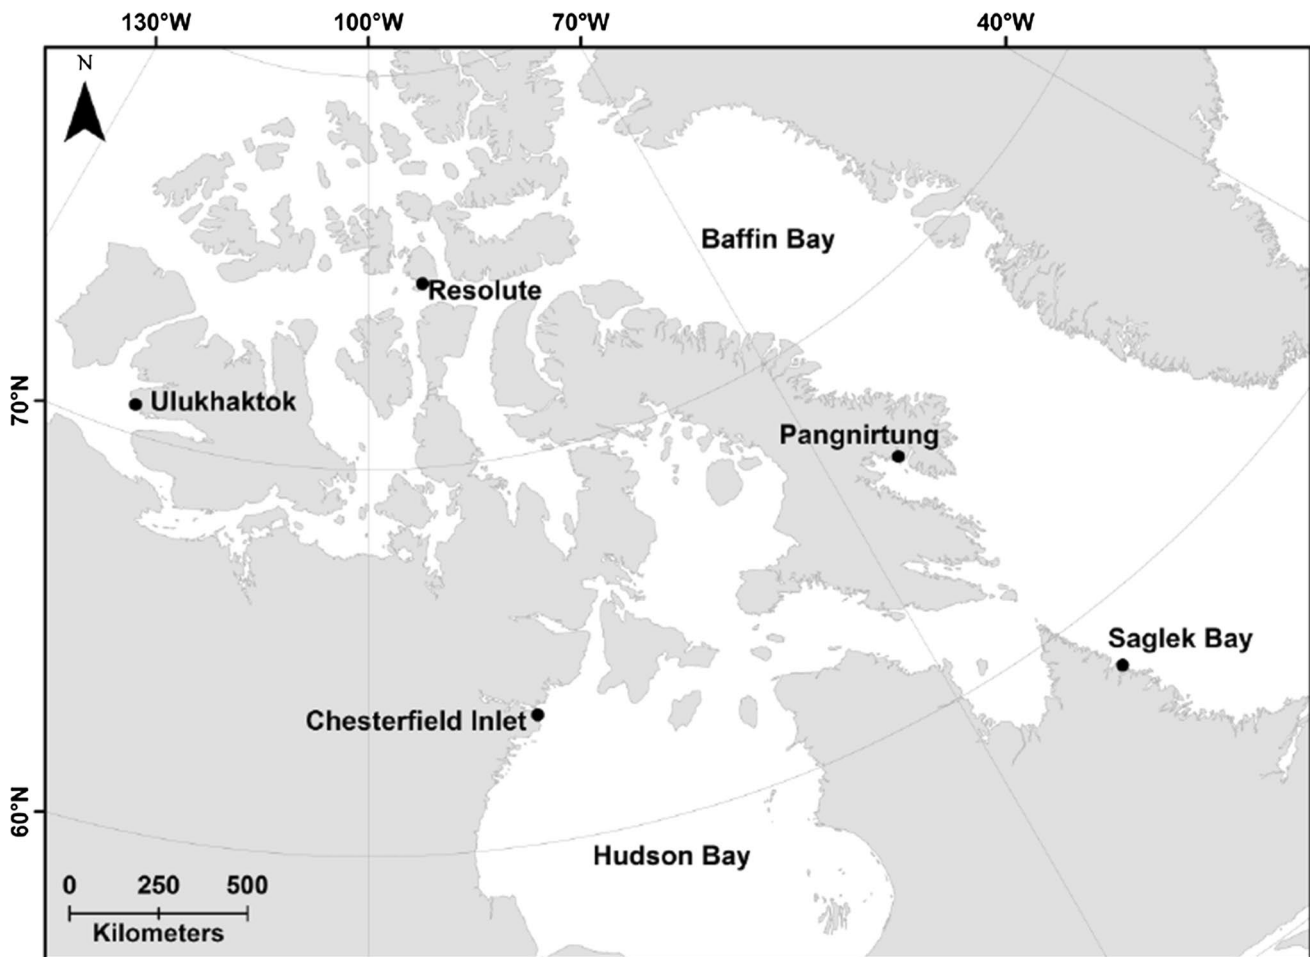 130°W 100°W 70°W 40°W
N
Baffin Bay
Resolute
70°N
Ulukhaktok
Pangnirtung
Saglek Bay
Chesterfield Inlet
60°N
Hudson Bay
0 250 500
Kilometers